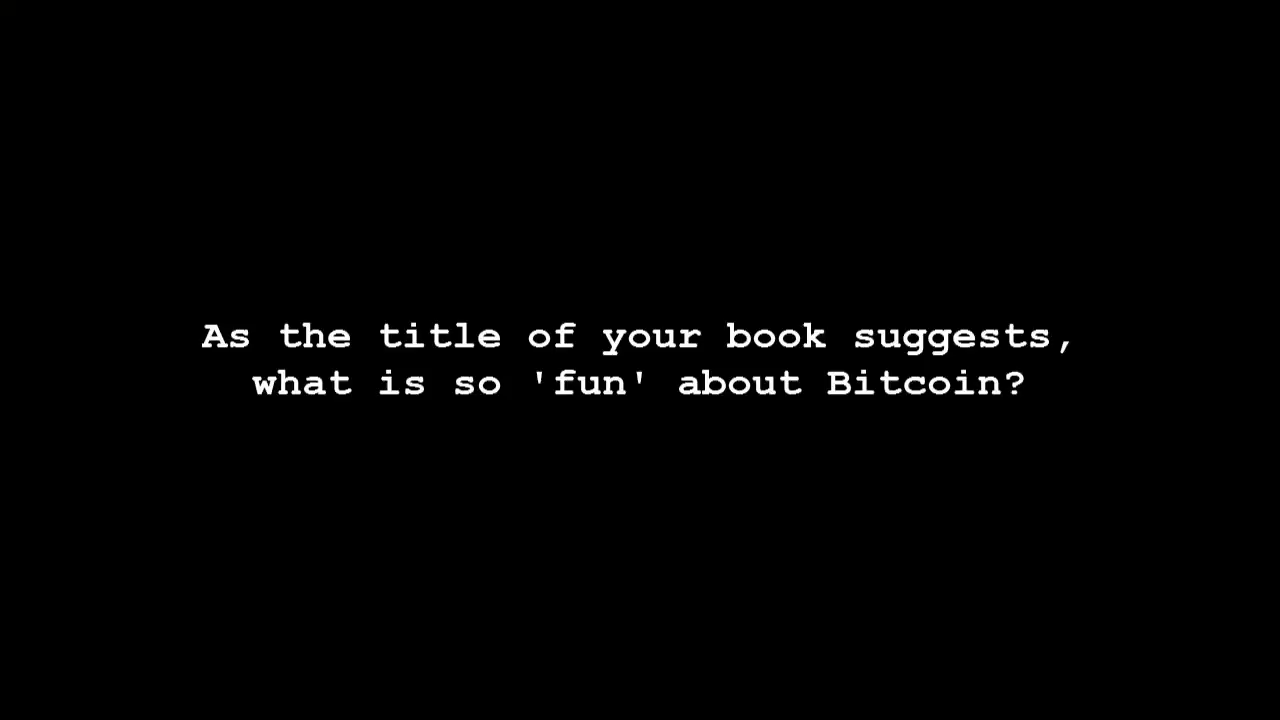 As the title of your book suggests,
what is so 'fun' about Bitcoin?